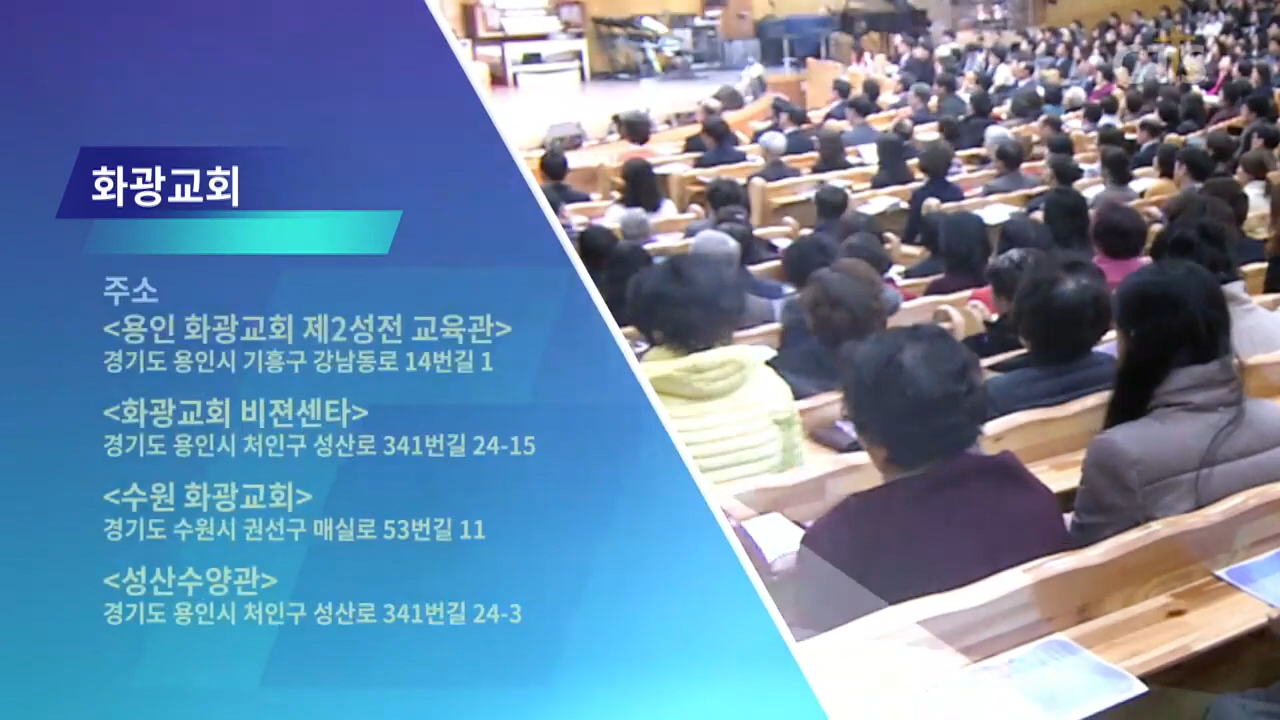 CTS
화광교회
주소
<용인 화광교회 제2성전 교육관>
경기도 용인시 기흥구 강남동로 14번길 1
<화광교회 비젼센타>
경기도 용인시 처인구 성산로 341번길 24-15
<수원 화광교회>
경기도 수원시 권선구 매실로 53번길 11
<성산수양관>
경기도 용인시 처인구 성산로 341번길 24-3